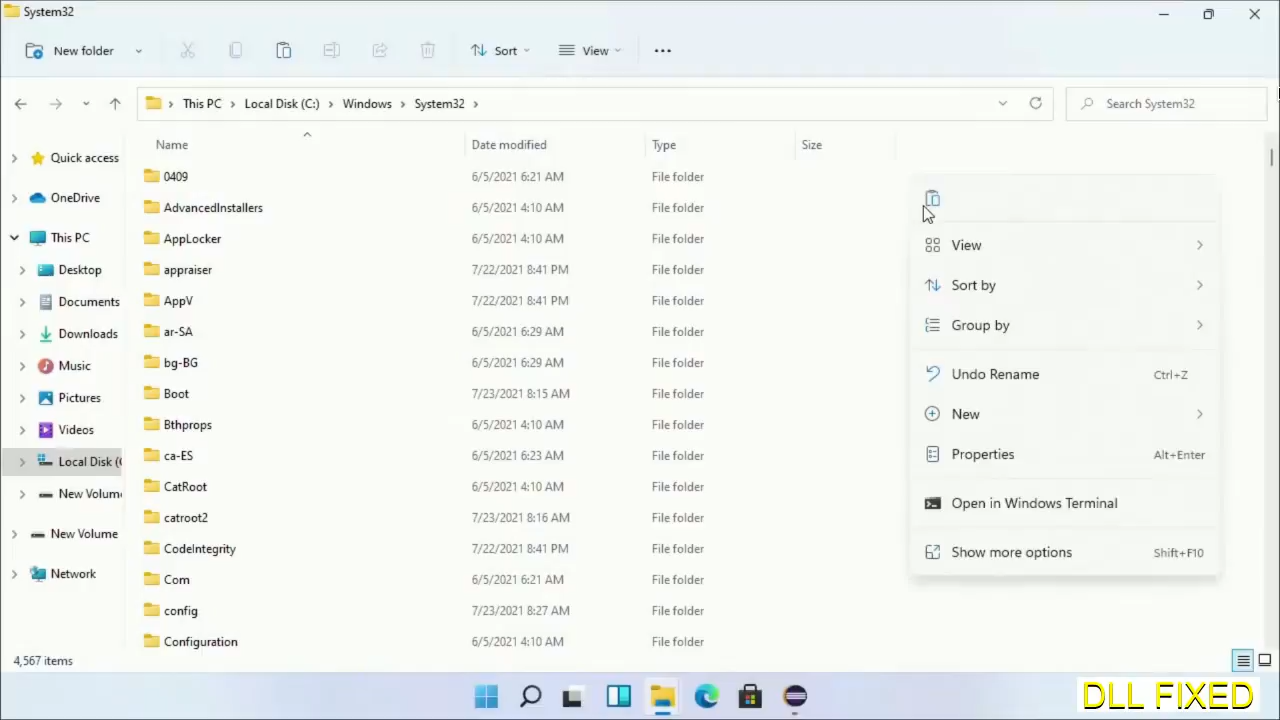 System32
New folder Sort View
This PC Local Disk (C:) Windows System32 Search System32
Name Date modified Type Size
Quick access
OneDrive
This PC
Desktop
Documents
Downloads
Music
Pictures
Videos
Local Disk (
New Volum
New Volume
Network
0409 6/5/2021 6:21 AM File folder
AdvancedInstallers 6/5/2021 4:10 AM File folder
AppLocker 6/5/2021 4:10 AM File folder
appraiser 7/22/2021 8:41 PM File folder
AppV 7/22/2021 8:41 PM File folder
ar-SA 6/5/2021 6:29 AM File folder
bg-BG 6/5/2021 6:29 AM File folder
Boot 7/23/2021 8:15 AM File folder
Bthprops 6/5/2021 4:10 AM File folder
ca-ES 6/5/2021 6:23 AM File folder
CatRoot 6/5/2021 4:10 AM File folder
catroot2 7/23/2021 8:16 AM File folder
CodeIntegrity 7/22/2021 8:41 PM File folder
Com 6/5/2021 6:21 AM File folder
config 7/23/2021 8:27 AM File folder
Configuration 6/5/2021 4:10 AM File folder
View
Sort by
Group by
Undo Rename Ctrl+Z
New
Properties Alt+Enter
Open in Windows Terminal
Show more options Shift+F10
4,567 items
DLL FIXED